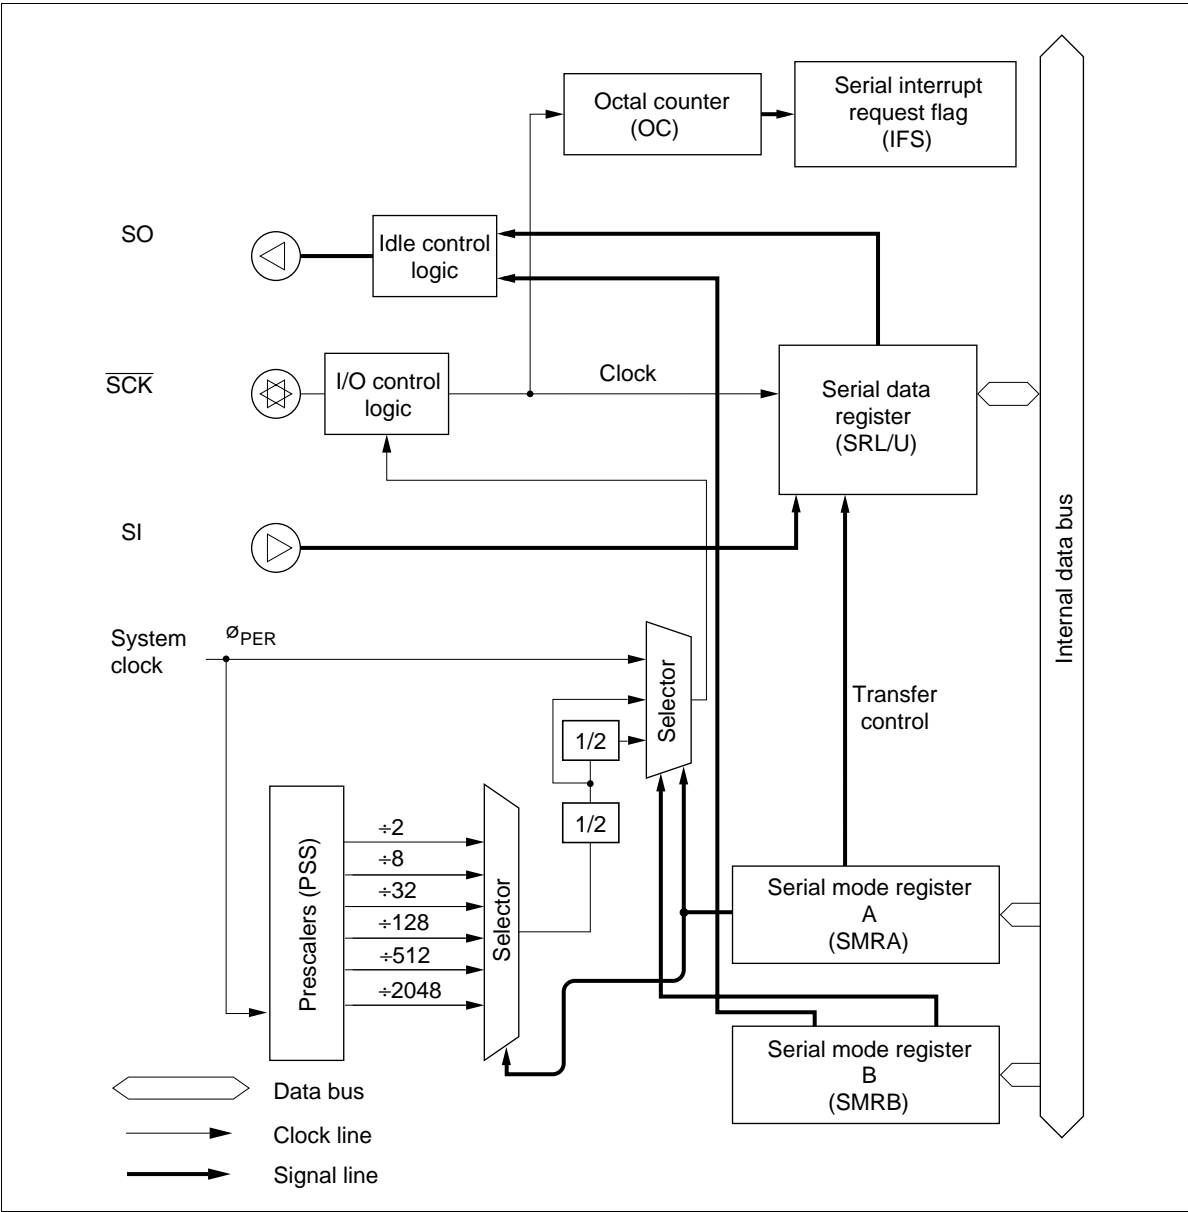 Octal counter
(OC)
Serial interrupt
request flag
(IFS)
SO
Idle control
logic
SCK
I/O control
logic
Clock
Serial data
register
(SRL/U)
SI
Internal data bus
System
clock
øPER
Selector
Transfer
control
1/2
1/2
Prescalers (PSS)
÷2
÷8
÷32
÷128
÷512
÷2048
Selector
Serial mode register
A
(SMRA)
Serial mode register
B
(SMRB)
Data bus
Clock line
Signal line